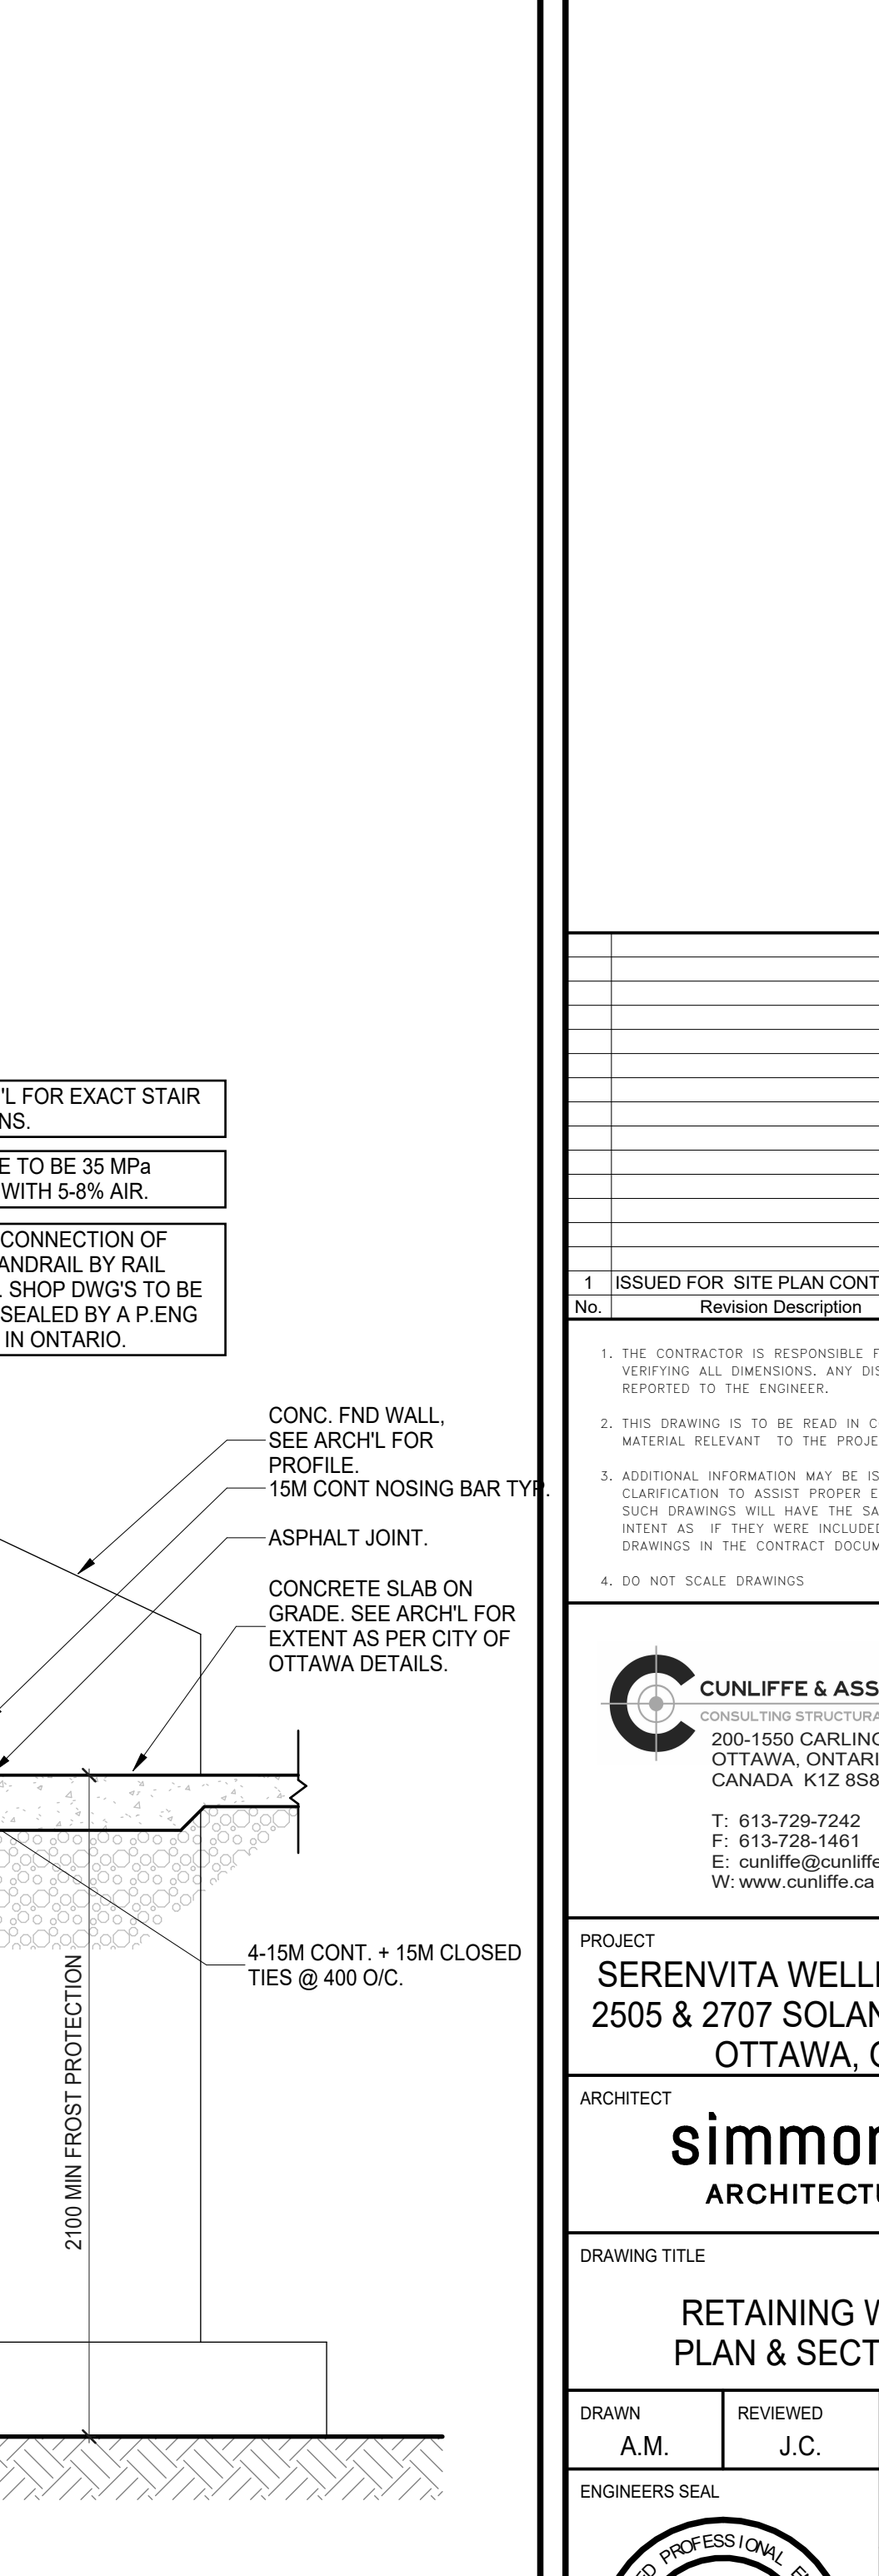 'L FOR EXACT STAIR
NS.
E TO BE 35 MPa
WITH 5-8% AIR.
CONNECTION OF
ANDRAIL BY RAIL
. SHOP DWG'S TO BE
SEALED BY A P.ENG
IN ONTARIO.
CONC. FND WALL,
SEE ARCH'L FOR
PROFILE.
15M CONT NOSING BAR TYP.
ASPHALT JOINT.
CONCRETE SLAB ON
GRADE. SEE ARCH'L FOR
EXTENT AS PER CITY OF
OTTAWA DETAILS.
4-15M CONT. + 15M CLOSED
TIES @ 400 O/C.
2100 MIN FROST PROTECTION
1 ISSUED FOR SITE PLAN CONT
No. Revision Description
1. THE CONTRACTOR IS RESPONSIBLE F
VERIFYING ALL DIMENSIONS. ANY DIS
REPORTED TO THE ENGINEER.
2. THIS DRAWING IS TO BE READ IN C
MATERIAL RELEVANT TO THE PROJE
3. ADDITIONAL INFORMATION MAY BE IS
CLARIFICATION TO ASSIST PROPER E
SUCH DRAWINGS WILL HAVE THE SA
INTENT AS IF THEY WERE INCLUDED
DRAWINGS IN THE CONTRACT DOCUM
4. DO NOT SCALE DRAWINGS
CUNLIFFE & ASS
CONSULTING STRUCTURA
200-1550 CARLING
OTTAWA, ONTARI
CANADA K1Z 8S8
T: 613-729-7242
F: 613-728-1461
E: cunliffe@cunliffe
W: www.cunliffe.ca
PROJECT
SERENVITA WELL
2505 & 2707 SOLAN
OTTAWA, O
ARCHITECT
simmon
ARCHITECTU
DRAWING TITLE
RETAINING W
PLAN & SECT
DRAWN
A.M.
REVIEWED
J.C.
ENGINEERS SEAL
ED PROFESSIONAL E